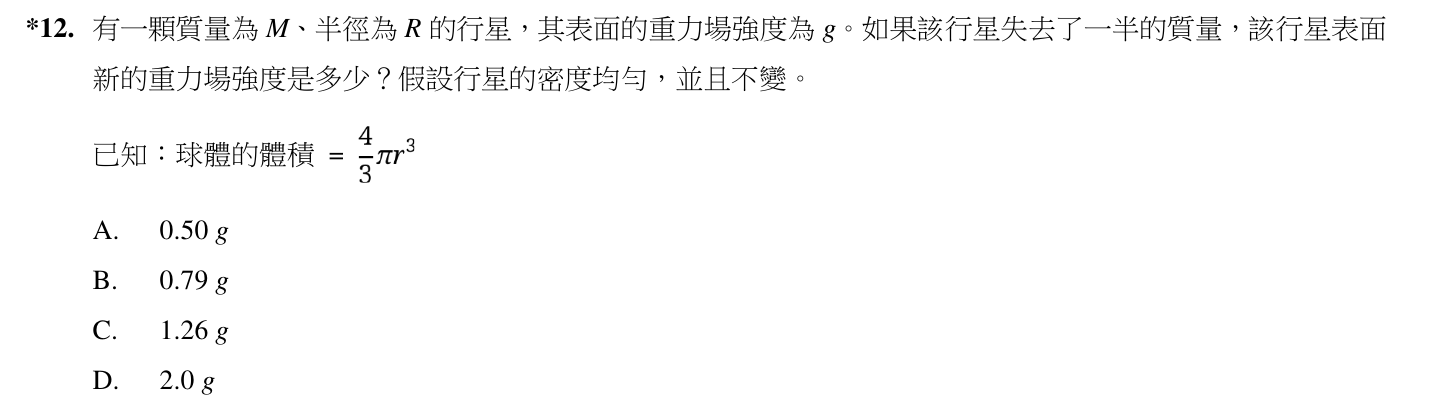 *12. 有一顆質量為 M、半徑為 R 的行星，其表面的重力場強度為 g。如果該行星失去了一半的質量，該行星表面
新的重力場強度是多少？假設行星的密度均勻，並且不變。
已知：球體的體積 = 4/3 πr³
A. 0.50 g
B. 0.79 g
C. 1.26 g
D. 2.0 g